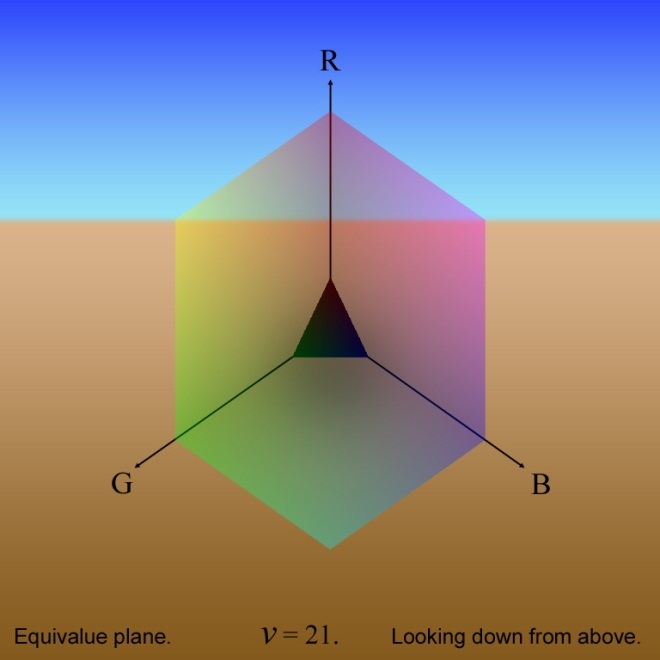 R
G
B
Equivalue plane. v = 21. Looking down from above.